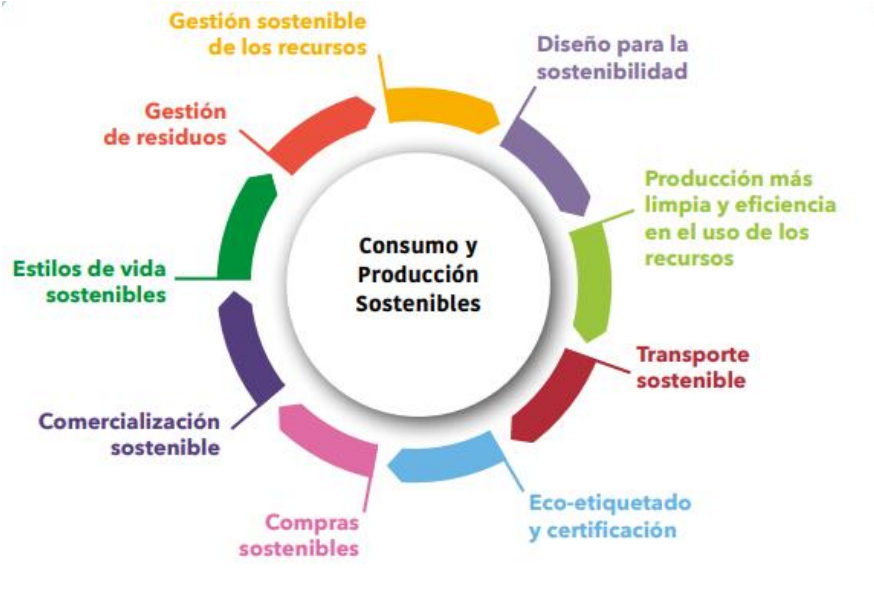 Gestión sostenible
de los recursos
Diseño para la
sostenibilidad
Gestión
de residuos
Producción más
limpia y eficiencia
en el uso de los
recursos
Consumo y
Producción
Sostenibles
Estilos de vida
sostenibles
Transporte
sostenible
Comercialización
sostenible
Eco-etiquetado
y certificación
Compras
sostenibles